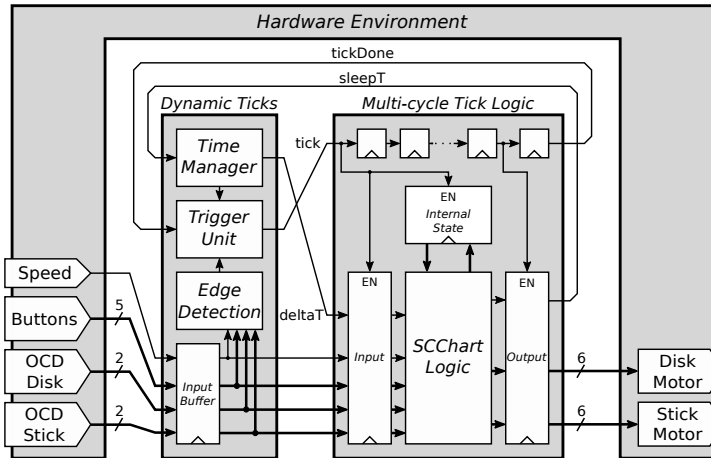 Hardware Environment
tickDone
sleepT
Dynamic Ticks
Multi-cycle Tick Logic
Time
Manager
tick
EN
Internal
State
Trigger
Unit
Speed
Edge
Detection
deltaT
EN
EN
Buttons
5
Input
SCChart
Logic
Output
OCD
Disk
2
Input
Buffer
6
Disk
Motor
OCD
Stick
2
6
Stick
Motor